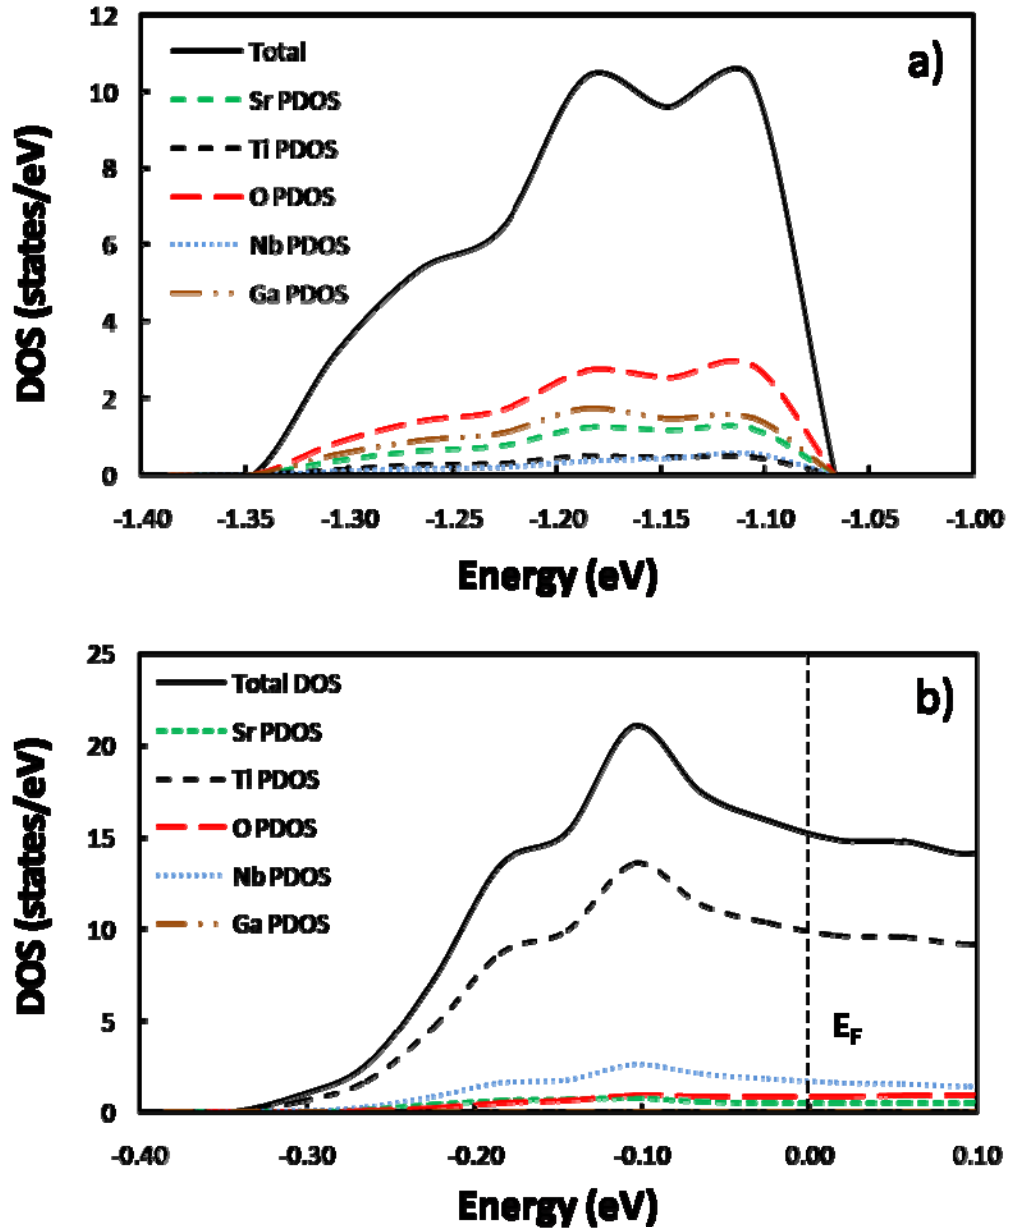 a)
DOS (states/eV)
12
10
8
6
4
2
0
Total
Sr PDOS
Ti PDOS
O PDOS
Nb PDOS
Ga PDOS
-1.40 -1.35 -1.30 -1.25 -1.20 -1.15 -1.10 -1.05 -1.00
Energy (eV)
b)
DOS (states/eV)
25
20
15
10
5
0
Total DOS
Sr PDOS
Ti PDOS
O PDOS
Nb PDOS
Ga PDOS
EF
-0.40 -0.30 -0.20 -0.10 0.00 0.10
Energy (eV)